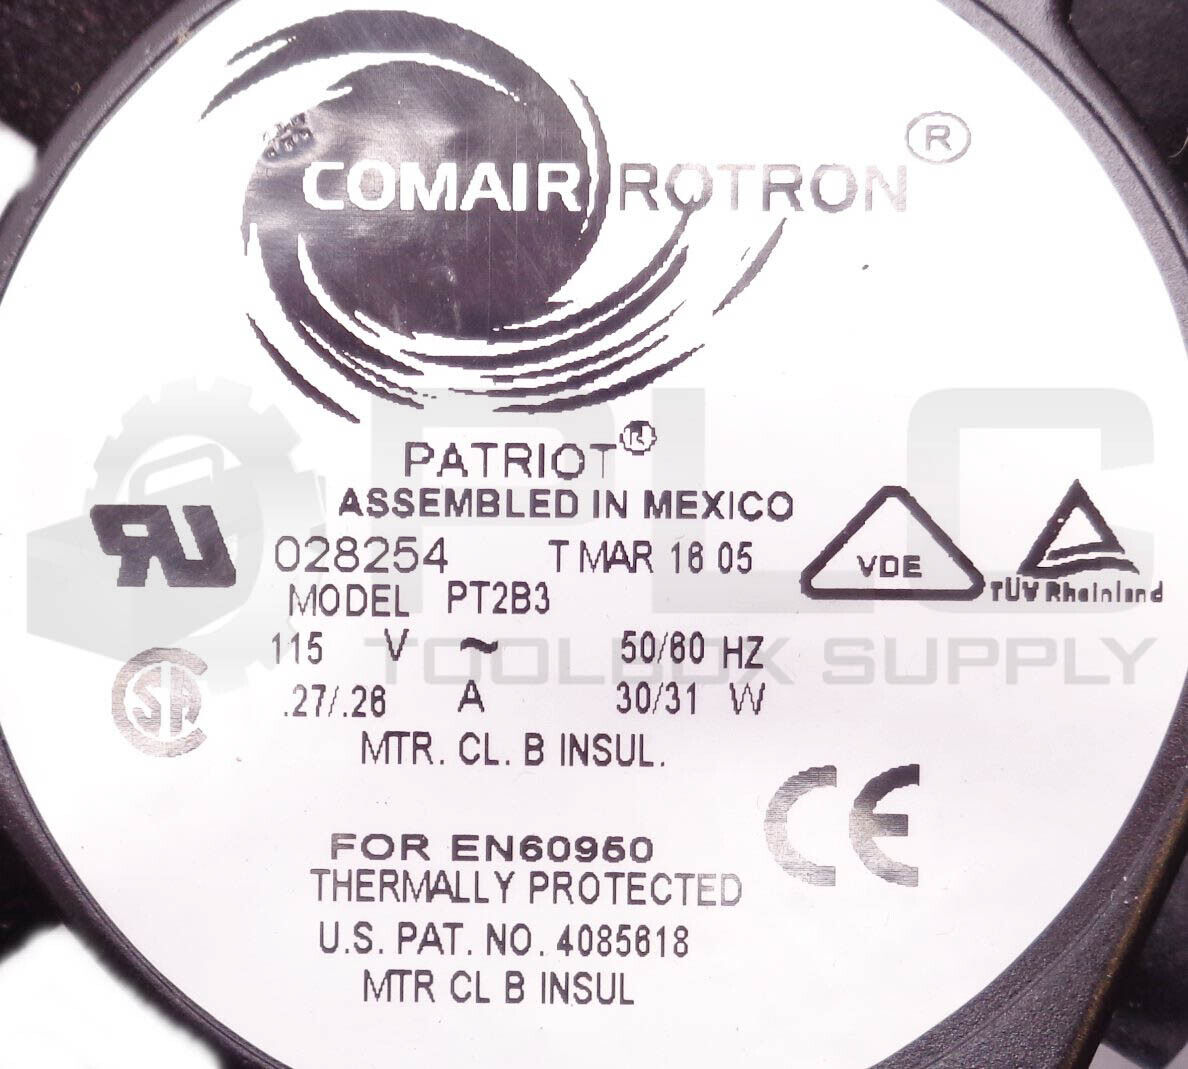 COMAIR ROTRON®
PATRIOT®
ASSEMBLED IN MEXICO
028254 T MAR 16 05
MODEL PT2B3
115 V ~ 50/60 HZ
.27/.26 A 30/31 W
MTR. CL. B INSUL.
VDE
TÜV Rheinland
RU
CSA
PLC
TOOLBOX SUPPLY
CE
FOR EN60950
THERMALLY PROTECTED
U.S. PAT. NO. 4085618
MTR CL B INSUL